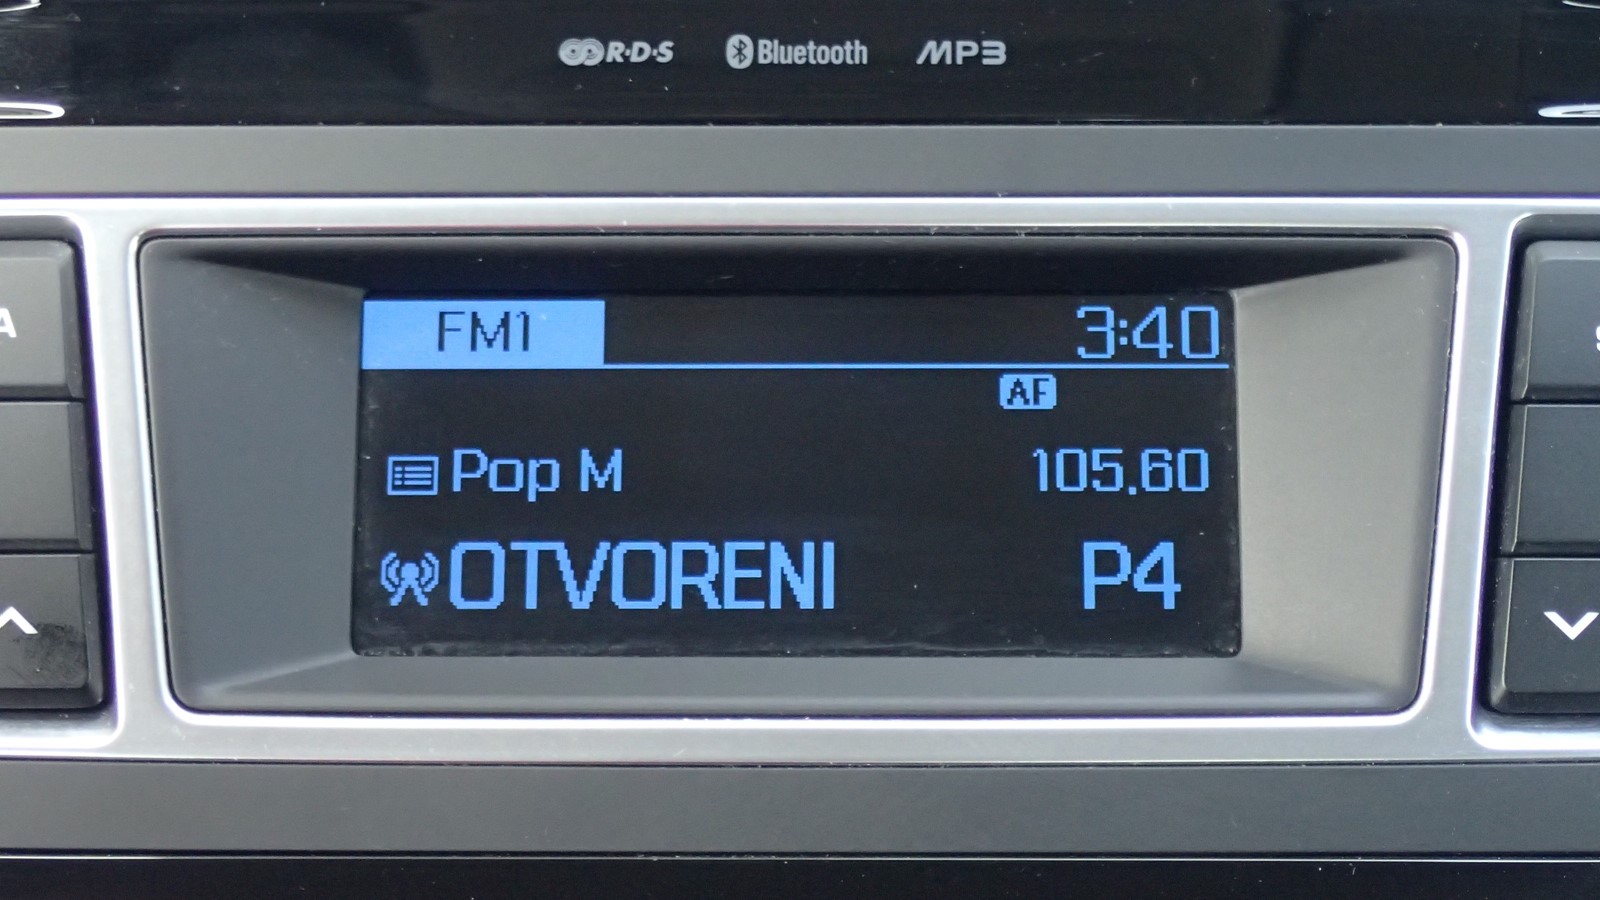 R·D·S Bluetooth MP3
FM1 3:40
AF
Pop M 105.60
OTVORENI P4
A